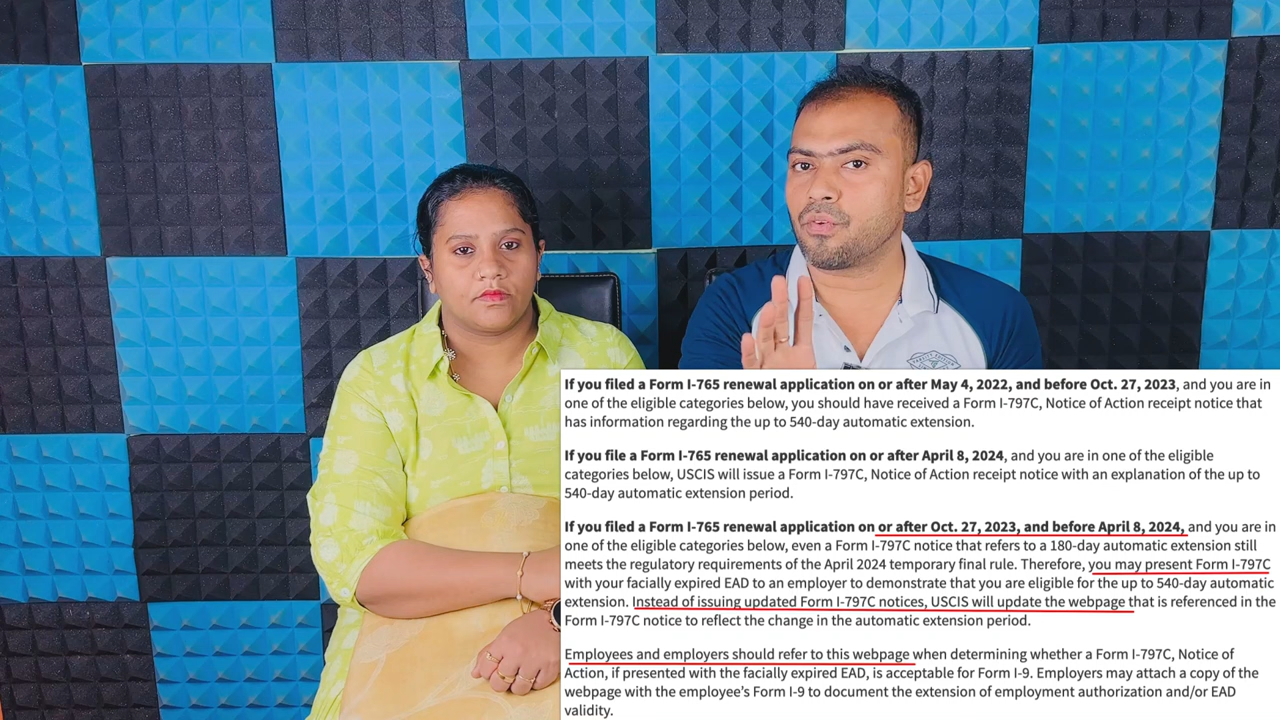 If you filed a Form I-765 renewal application on or after May 4, 2022, and before Oct. 27, 2023, and you are in
one of the eligible categories below, you should have received a Form I-797C, Notice of Action receipt notice that
has information regarding the up to 540-day automatic extension.
If you file a Form I-765 renewal application on or after April 8, 2024, and you are in one of the eligible
categories below, USCIS will issue a Form I-797C, Notice of Action receipt notice with an explanation of the up to
540-day automatic extension period.
If you filed a Form I-765 renewal application on or after Oct. 27, 2023, and before April 8, 2024, and you are in
one of the eligible categories below, even a Form I-797C notice that refers to a 180-day automatic extension still
meets the regulatory requirements of the April 2024 temporary final rule. Therefore, you may present Form I-797C
with your facially expired EAD to an employer to demonstrate that you are eligible for the up to 540-day automatic
extension. Instead of issuing updated Form I-797C notices, USCIS will update the webpage that is referenced in the
Form I-797C notice to reflect the change in the automatic extension period.
Employees and employers should refer to this webpage when determining whether a Form I-797C, Notice of
Action, if presented with the facially expired EAD, is acceptable for Form I-9. Employers may attach a copy of the
webpage with the employee's Form I-9 to document the extension of employment authorization and/or EAD
validity.